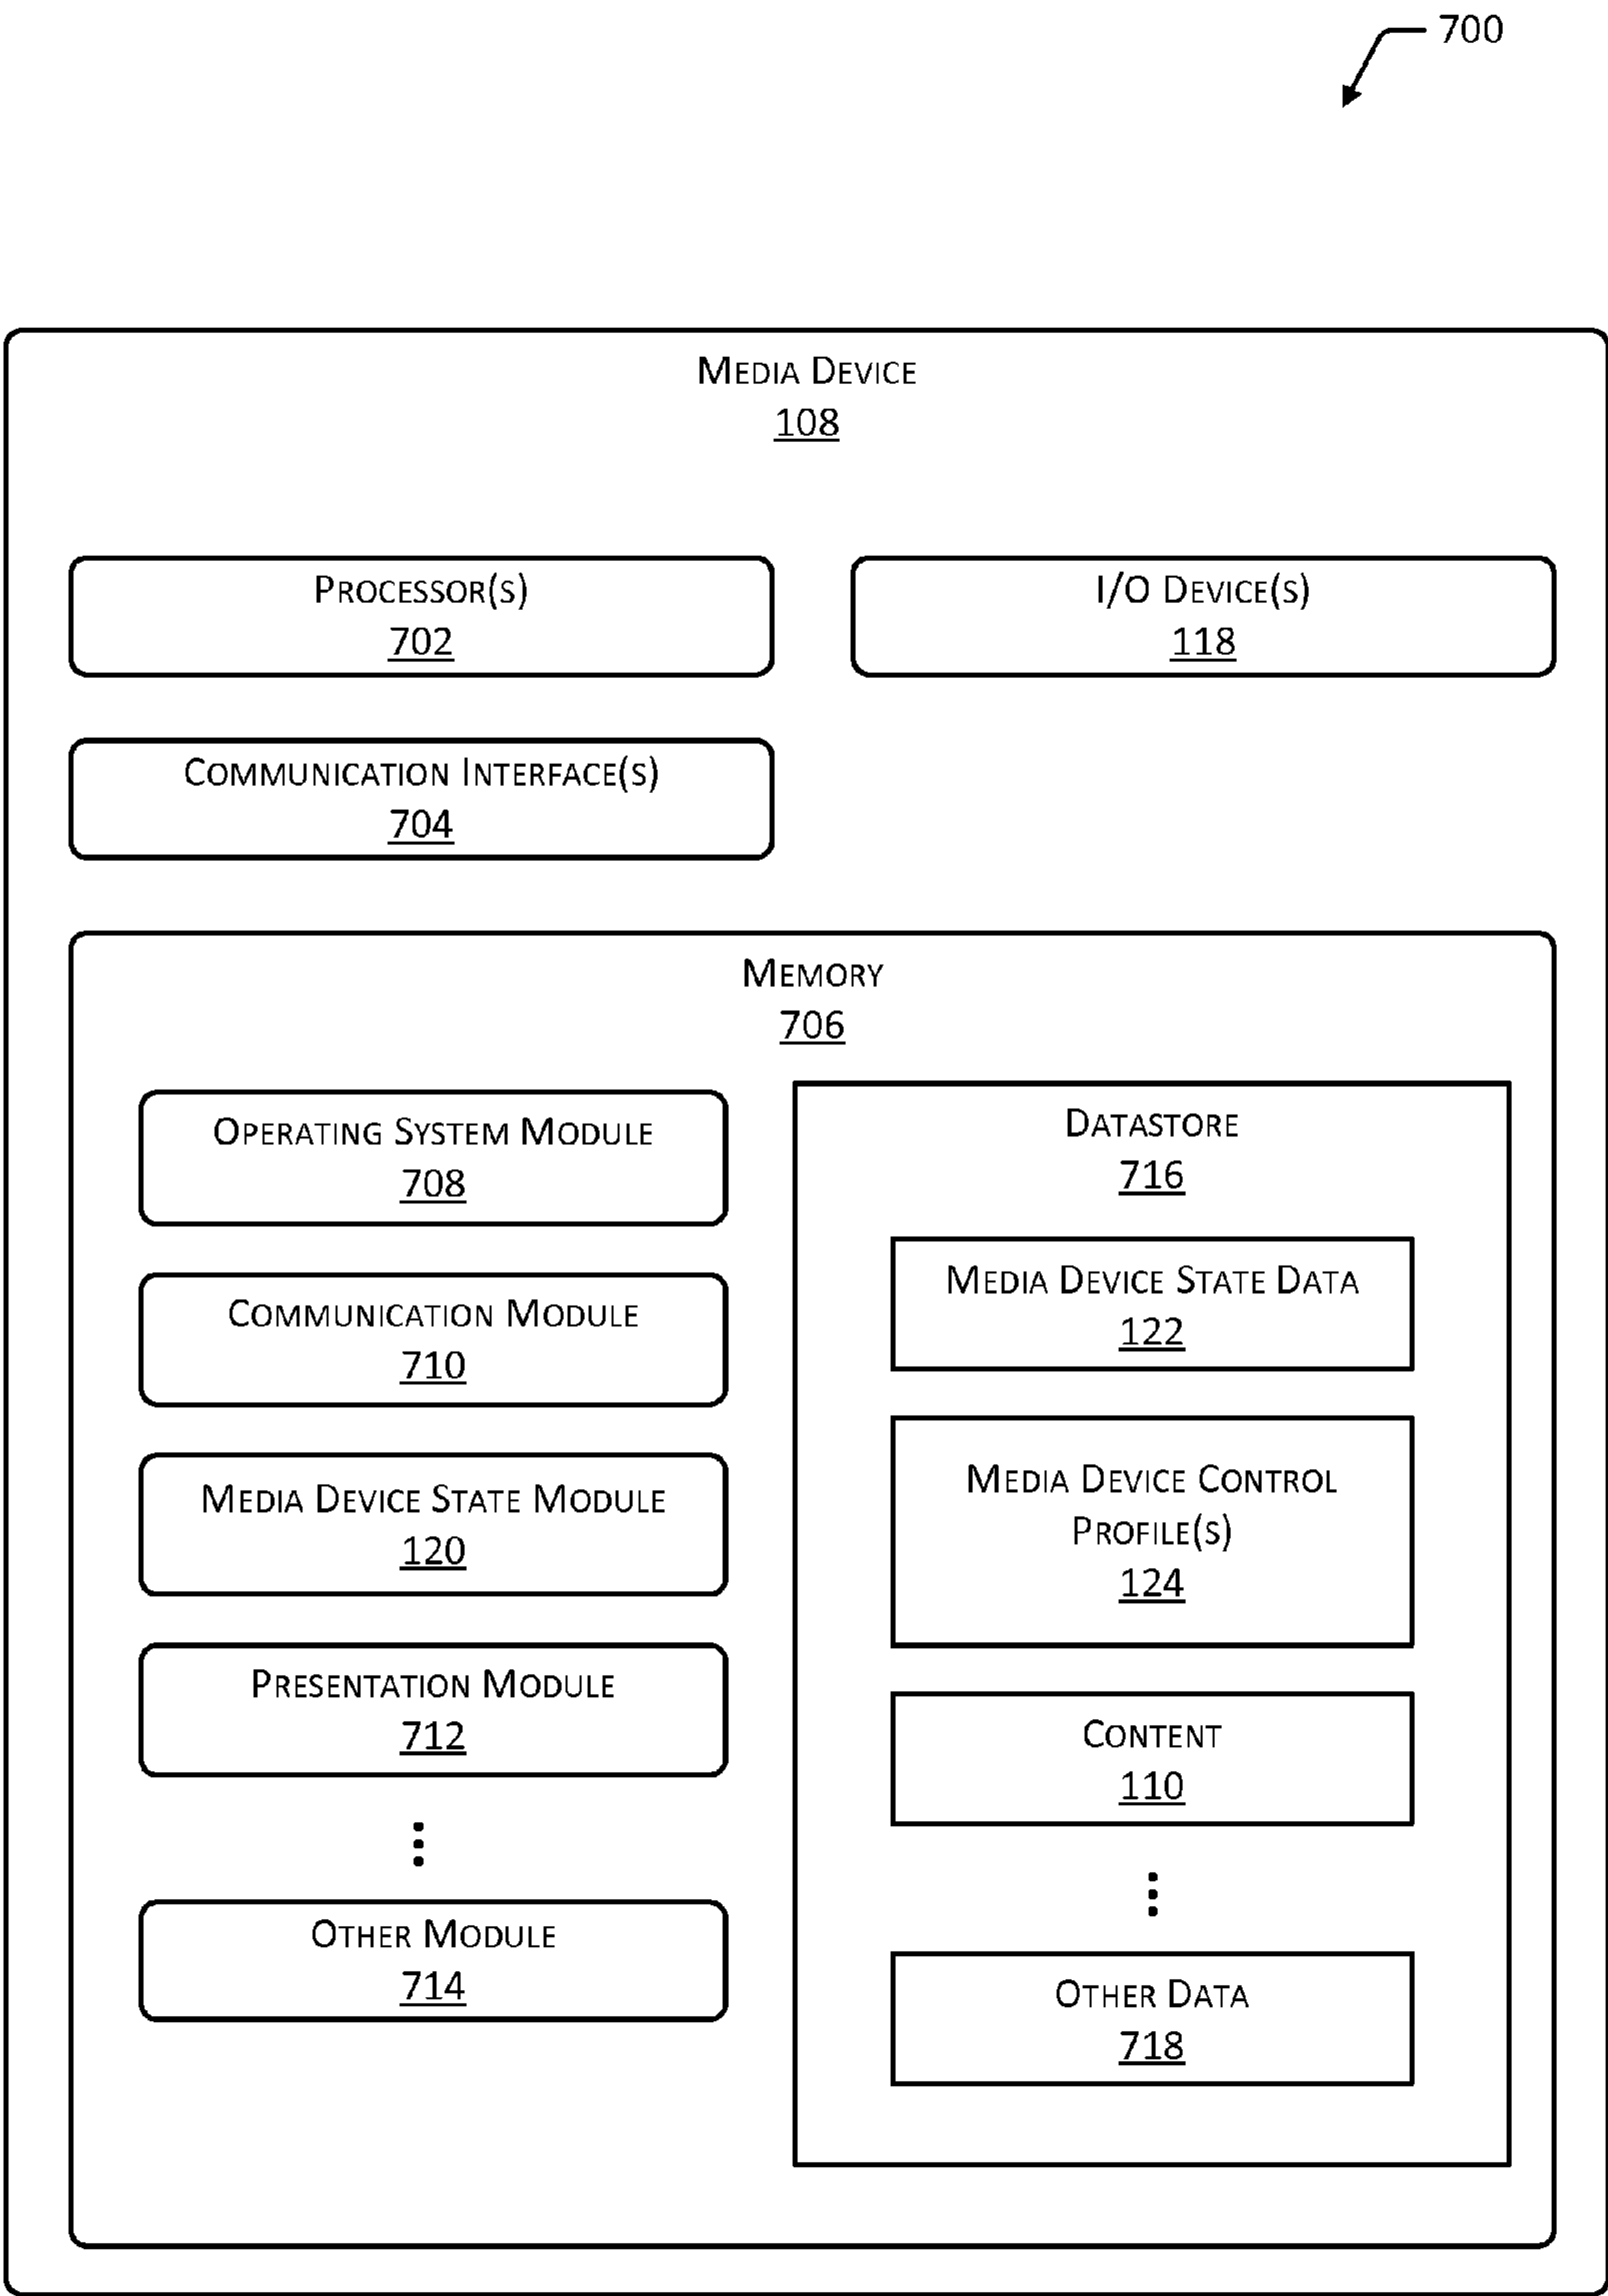 700
Media Device
108
Processor(s)
702
I/O Device(s)
118
Communication Interface(s)
704
Memory
706
Operating System Module
708
Communication Module
710
Media Device State Module
120
Presentation Module
712
Other Module
714
Datastore
716
Media Device State Data
122
Media Device Control
Profile(s)
124
Content
110
Other Data
718